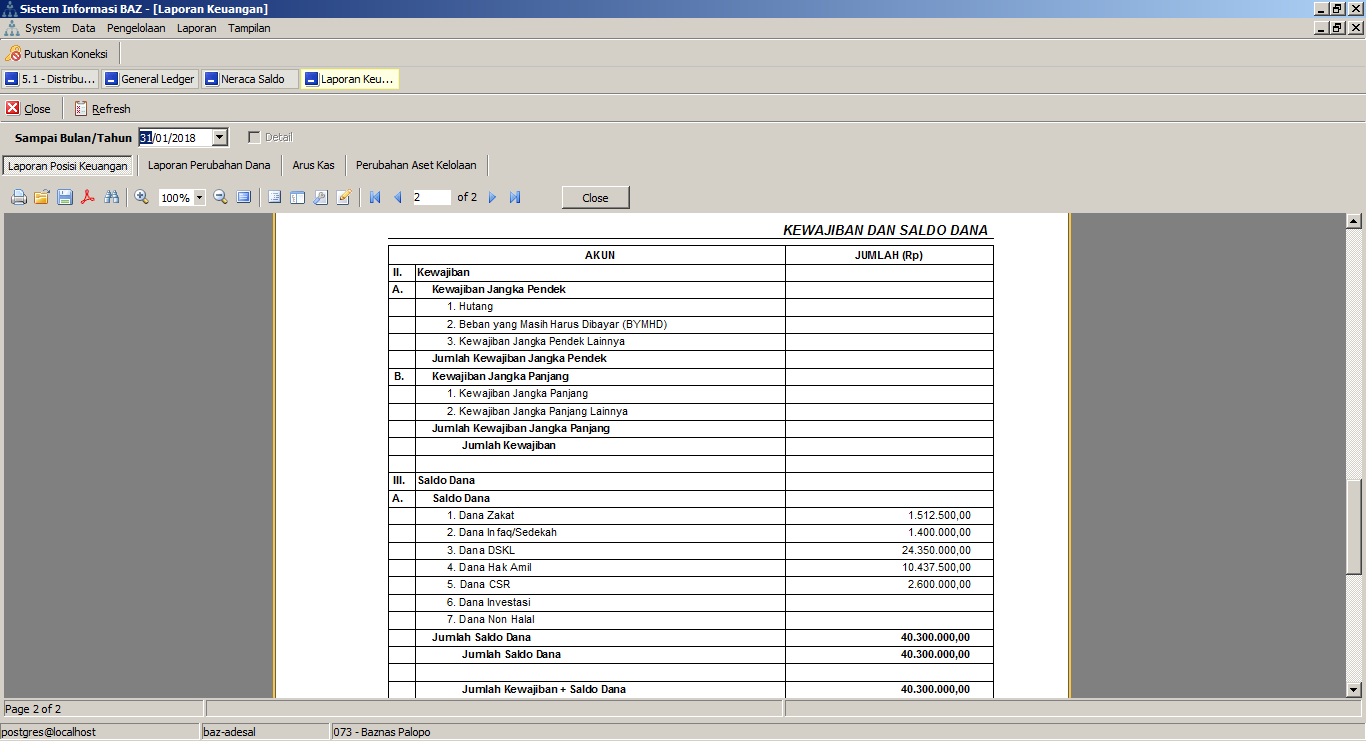 Sistem Informasi BAZ - [Laporan Keuangan]
System Data Pengelolaan Laporan Tampilan
Putuskan Koneksi
5.1 - Distribu... General Ledger Neraca Saldo Laporan Keu...
Close Refresh
Sampai Bulan/Tahun 31/01/2018 Detail
Laporan Posisi Keuangan Laporan Perubahan Dana Arus Kas Perubahan Aset Kelolaan
100% 2 of 2 Close
KEWAJIBAN DAN SALDO DANA
AKUN JUMLAH (Rp)
II. Kewajiban
A. Kewajiban Jangka Pendek
1. Hutang
2. Beban yang Masih Harus Dibayar (BYMHD)
3. Kewajiban Jangka Pendek Lainnya
Jumlah Kewajiban Jangka Pendek
B. Kewajiban Jangka Panjang
1. Kewajiban Jangka Panjang
2. Kewajiban Jangka Panjang Lainnya
Jumlah Kewajiban Jangka Panjang
Jumlah Kewajiban
III. Saldo Dana
A. Saldo Dana
1. Dana Zakat 1.512.500,00
2. Dana Infaq/Sedekah 1.400.000,00
3. Dana DSKL 24.350.000,00
4. Dana Hak Amil 10.437.500,00
5. Dana CSR 2.600.000,00
6. Dana Investasi
7. Dana Non Halal
Jumlah Saldo Dana 40.300.000,00
Jumlah Saldo Dana 40.300.000,00
Jumlah Kewajiban + Saldo Dana 40.300.000,00
Page 2 of 2
postgres@localhost baz-adesal 073 - Baznas Palopo